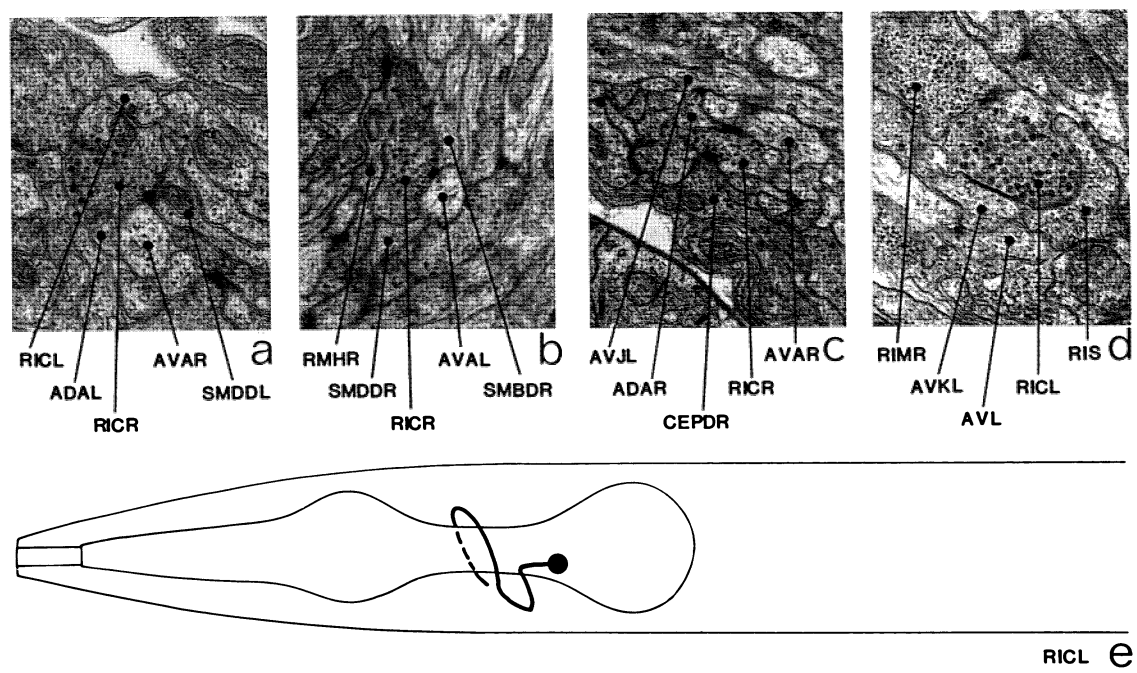 RICL AVAR a
ADAL SMDDL
RICR
RMHR AVAL b
SMDDR SMBDR
RICR
AVJL AVAR c
ADAR RICR
CEPDR
RIMR RIS d
AVKL RICL
AVL
RICL e